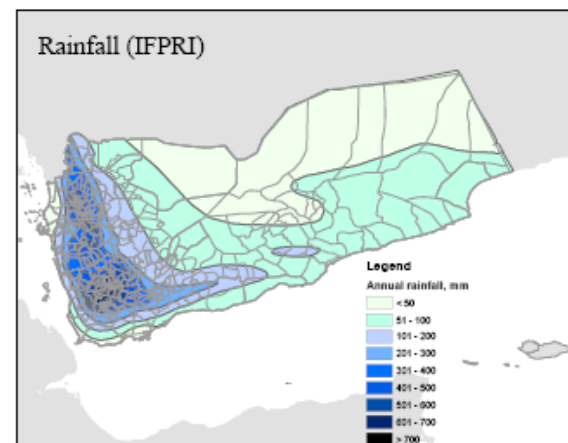 Rainfall (IFPRI)
Legend
Annual rainfall, mm
< 50
51 - 100
101 - 200
201 - 300
301 - 400
401 - 500
501 - 600
601 - 700
> 700